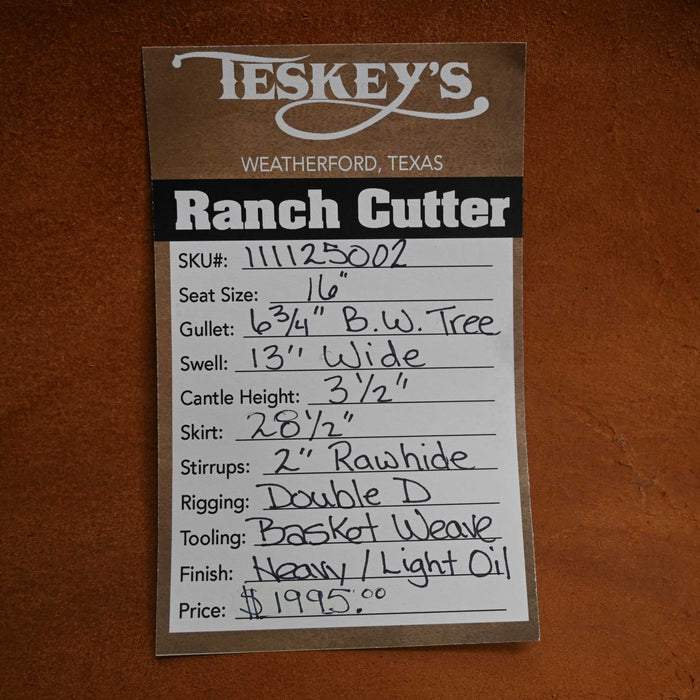 TESKEY'S
WEATHERFORD, TEXAS
Ranch Cutter
SKU#: 111125002
Seat Size: 16"
Gullet: 6 3/4" B.W. Tree
Swell: 13" Wide
Cantle Height: 3 1/2"
Skirt: 28 1/2"
Stirrups: 2" Rawhide
Rigging: Double D
Tooling: Basket Weave
Finish: Heavy / Light Oil
Price: $1995.00